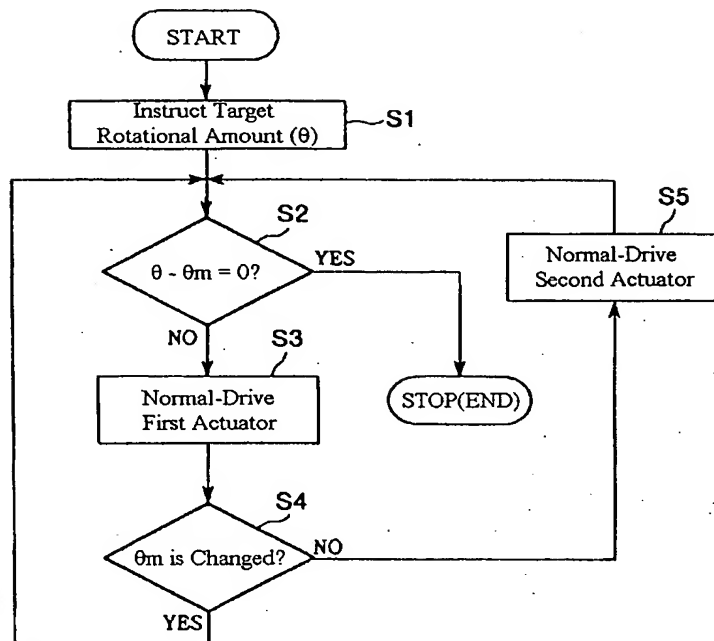 START
Instruct Target
Rotational Amount (θ)
S1
S2
θ - θm = 0?
YES
NO
S5
Normal-Drive
Second Actuator
S3
Normal-Drive
First Actuator
STOP(END)
S4
θm is Changed?
NO
YES